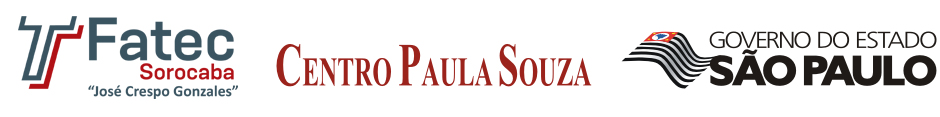 Fatec
Sorocaba
“José Crespo Gonzales”
CENTRO PAULA SOUZA
GOVERNO DO ESTADO
SÃO PAULO